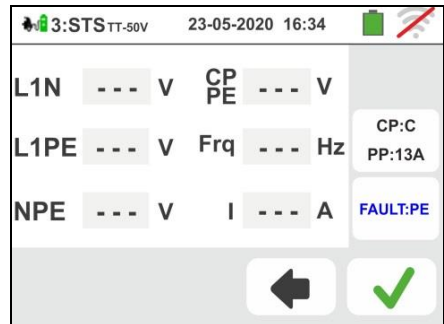 3:STS TT-50V 23-05-2020 16:34
L1N --- V CP PE --- V
L1PE --- V Frq --- Hz
NPE --- V I --- A
CP:C
PP:13A
FAULT:PE